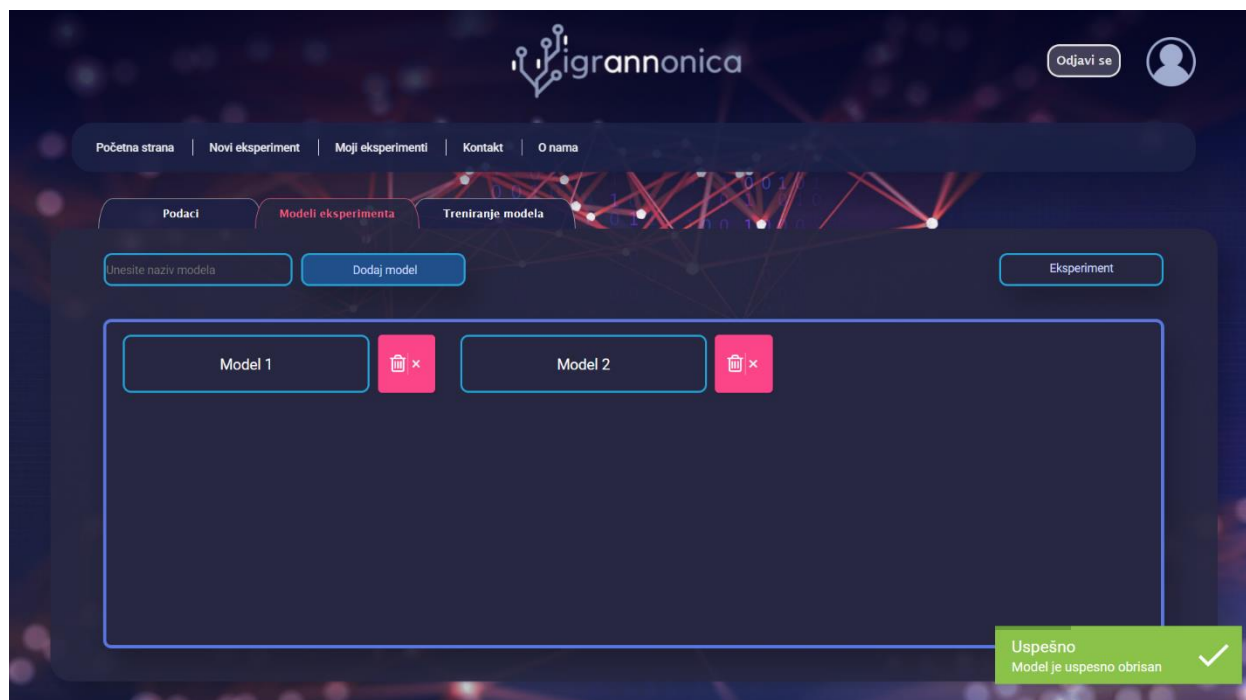 igrannonica
Odjavi se
Početna strana | Novi eksperiment | Moji eksperimenti | Kontakt | O nama
Podaci Modeli eksperimenta Treniranje modela
Unesite naziv modela Dodaj model Eksperiment
Model 1 × Model 2 ×
Uspešno
Model je uspesno obrisan